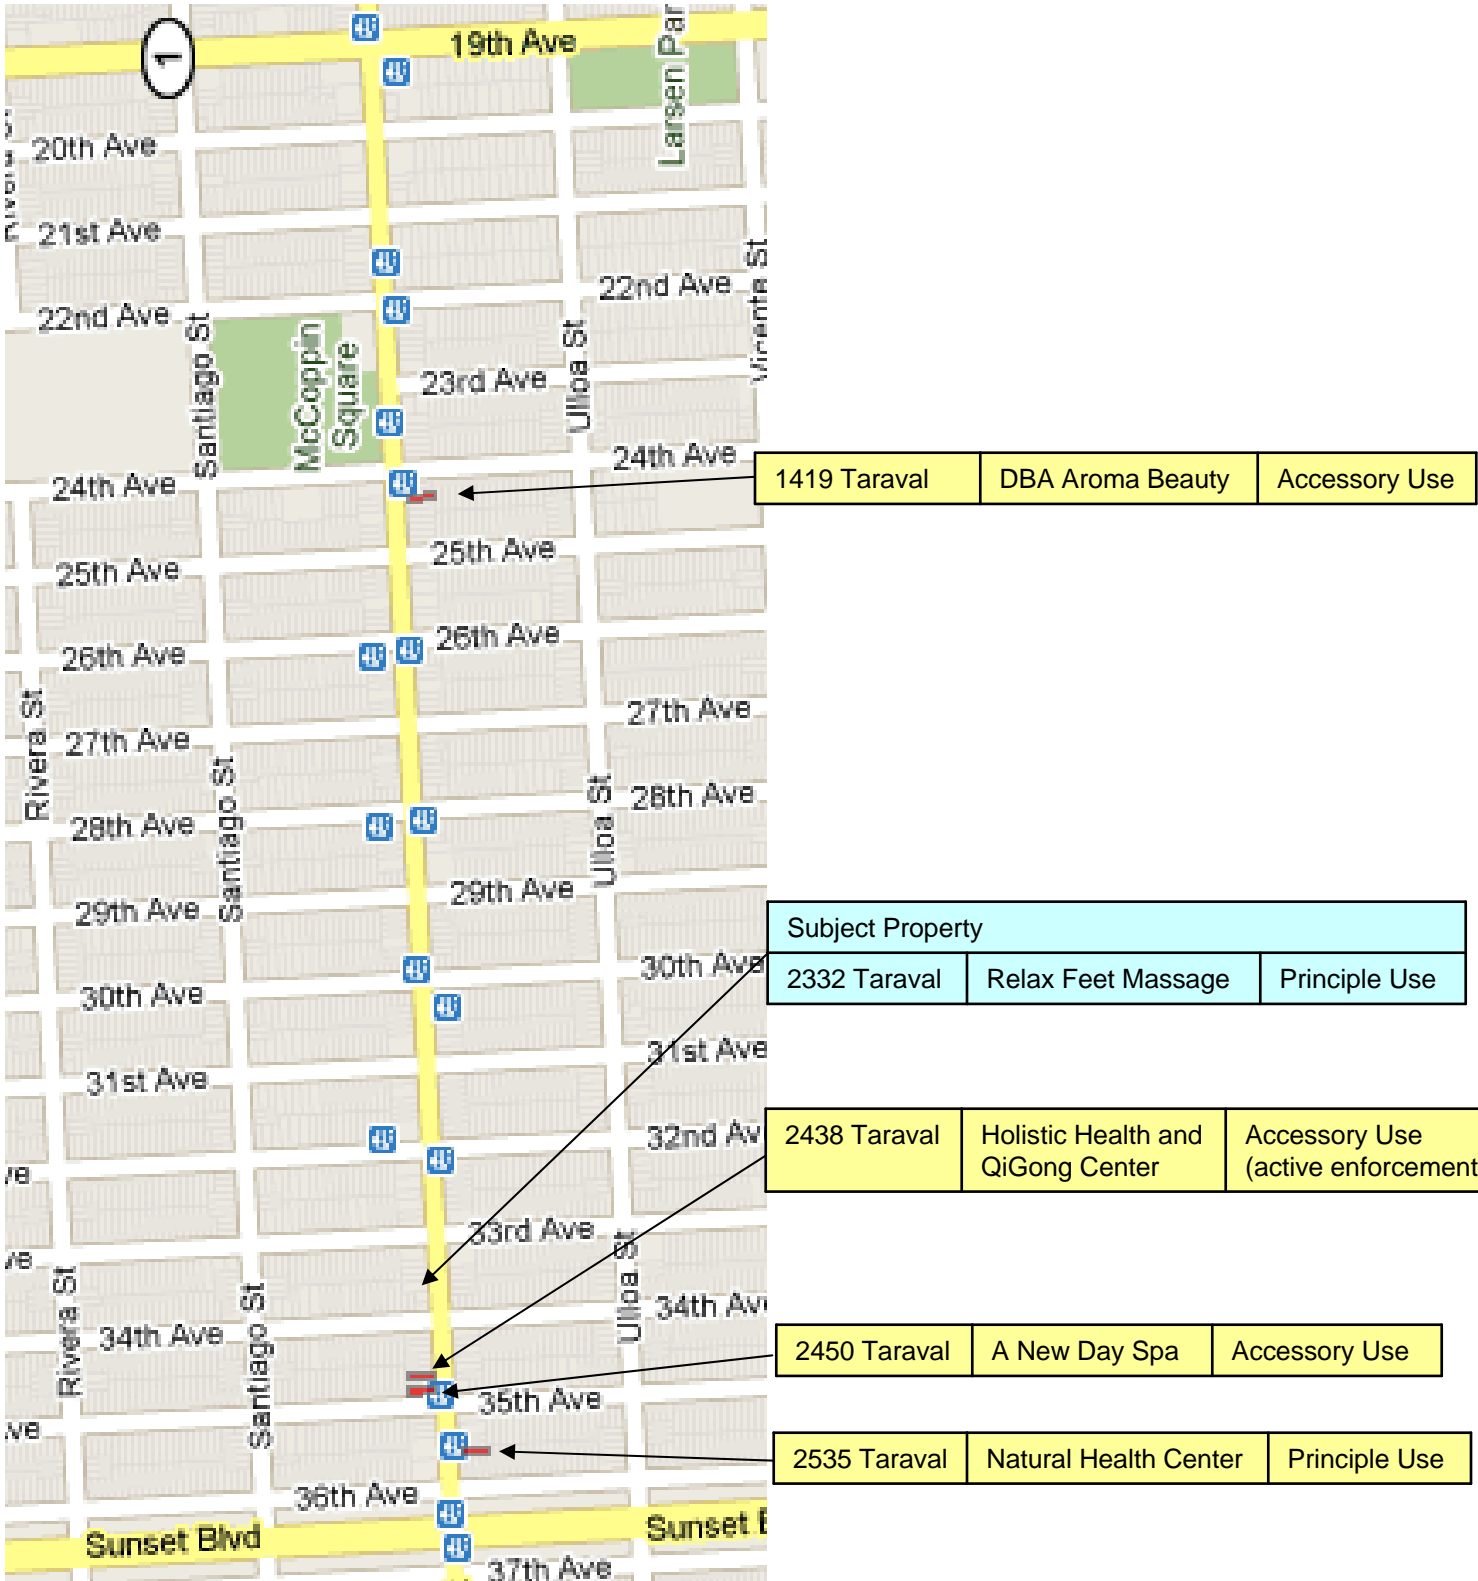 19th Ave
1
Larsen Par
20th Ave
21st Ave
22nd Ave
22nd Ave
Vicente St
Santiago St
McCoppin
Square
Ulloa St
23rd Ave
24th Ave
24th Ave
1419 Taraval DBA Aroma Beauty Accessory Use
25th Ave
25th Ave
26th Ave
26th Ave
Rivera St
27th Ave
27th Ave
Santiago St
Ulloa St
28th Ave
28th Ave
29th Ave
29th Ave
Subject Property
2332 Taraval Relax Feet Massage Principle Use
30th Ave
30th Ave
31st Ave
31st Ave
32nd Av
2438 Taraval Holistic Health and QiGong Center Accessory Use (active enforcement
ve
33rd Ave
ve
Rivera St
Santiago St
Ulloa St
34th Av
34th Ave
2450 Taraval A New Day Spa Accessory Use
35th Ave
ve
2535 Taraval Natural Health Center Principle Use
36th Ave
Sunset Blvd
Sunset B
37th Ave